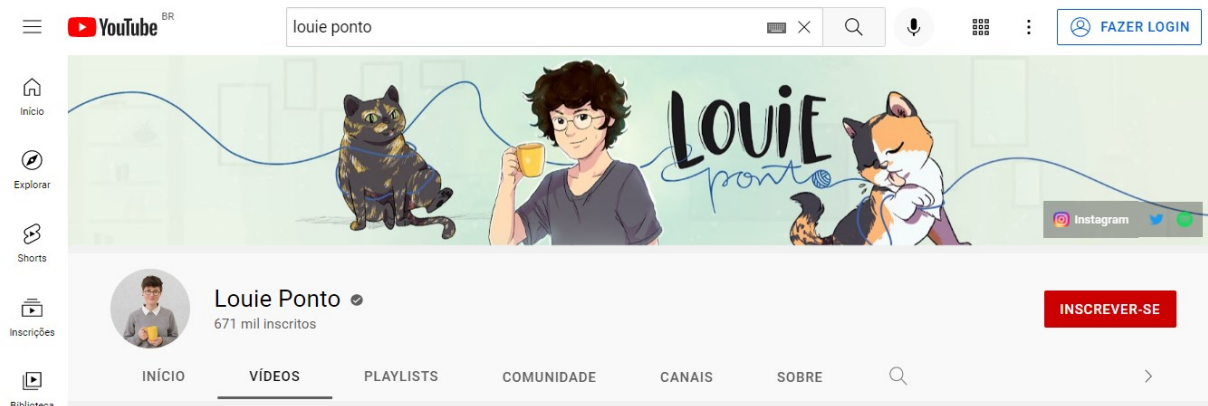 YouTube BR
louie ponto
FAZER LOGIN
Início
Explorar
Shorts
Inscrições
Biblioteca
LOUIE
ponto
Instagram
Louie Ponto
671 mil inscritos
INSCREVER-SE
INÍCIO VÍDEOS PLAYLISTS COMUNIDADE CANAIS SOBRE